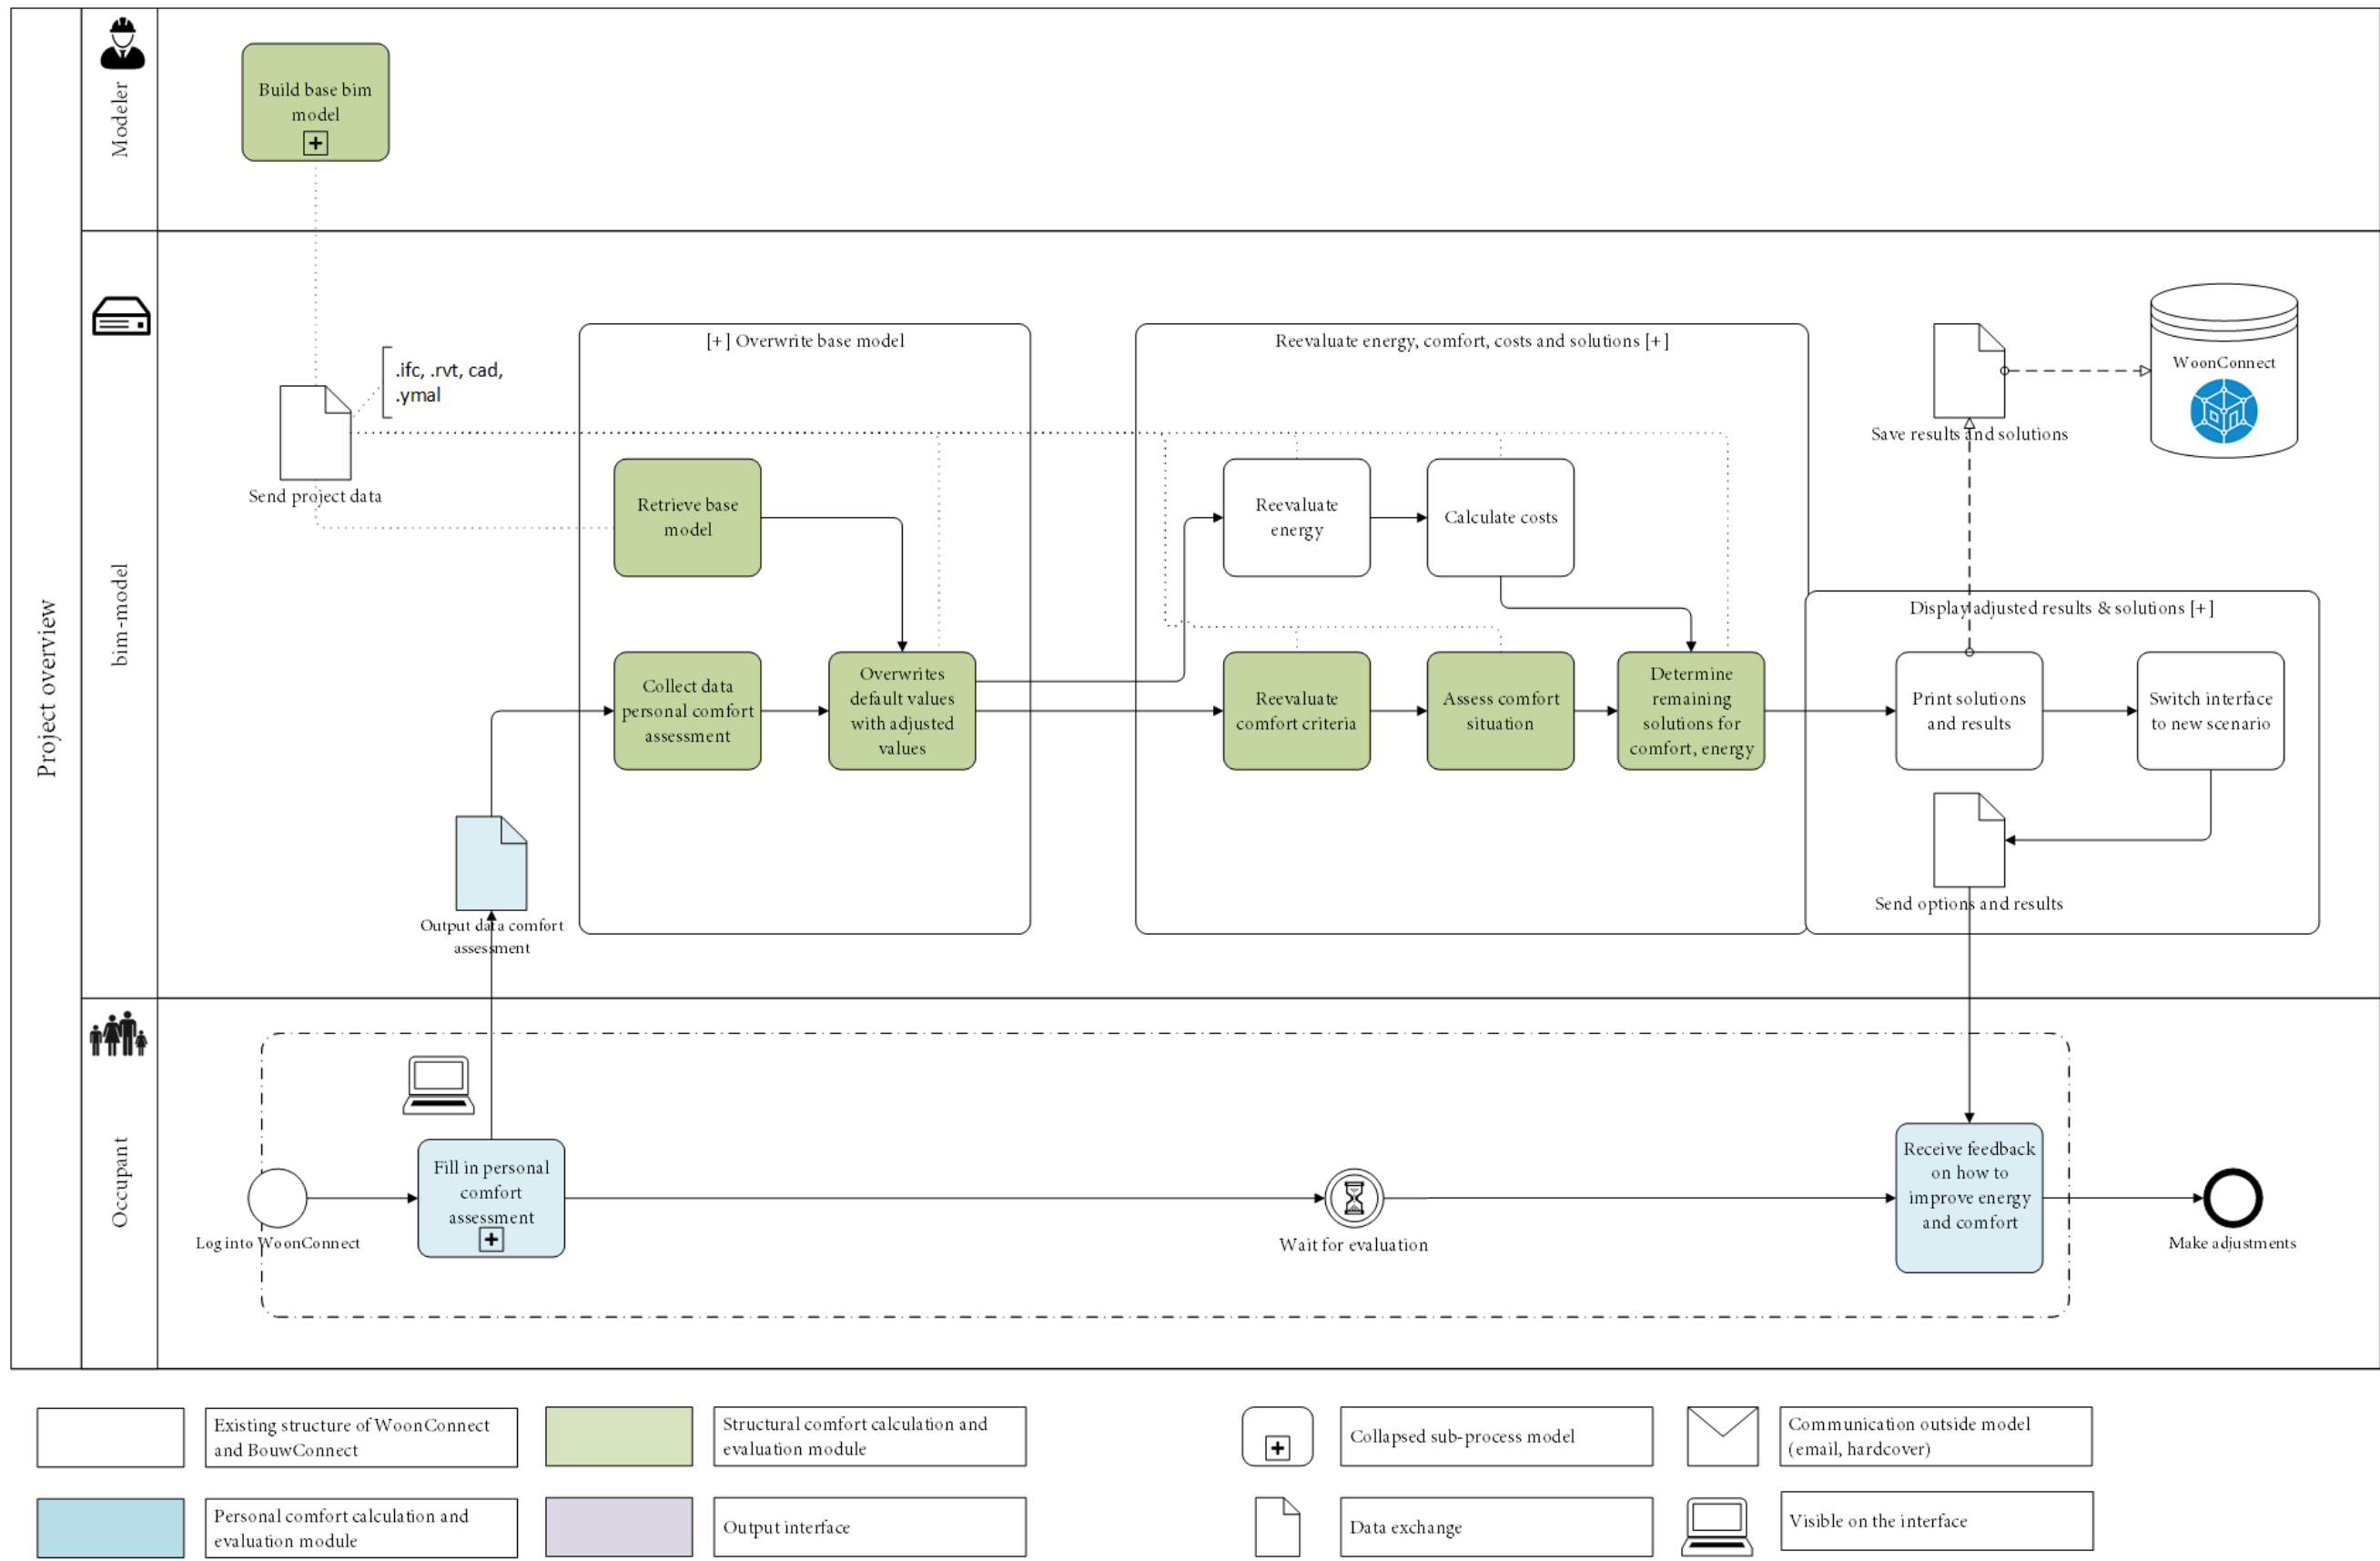 Project overview
Modeler
Build base bim
model
bim-model
.ifc, .rvt, cad,
.ymal
Send project data
[+] Overwrite base model
Retrieve base
model
Collect data
personal comfort
assessment
Overwrites
default values
with adjusted
values
Output data comfort
assessment
Reevaluate energy, comfort, costs and solutions [+]
Reevaluate
energy
Calculate costs
Reevaluate
comfort criteria
Assess comfort
situation
Determine
remaining
solutions for
comfort, energy
Save results and solutions
WoonConnect
Display adjusted results & solutions [+]
Print solutions
and results
Switch interface
to new scenario
Send options and results
Occupant
Log into WoonConnect
Fill in personal
comfort
assessment
Wait for evaluation
Receive feedback
on how to
improve energy
and comfort
Make adjustments
Existing structure of WoonConnect
and BouwConnect
Structural comfort calculation and
evaluation module
Collapsed sub-process model
Communication outside model
(email, hardcover)
Personal comfort calculation and
evaluation module
Output interface
Data exchange
Visible on the interface